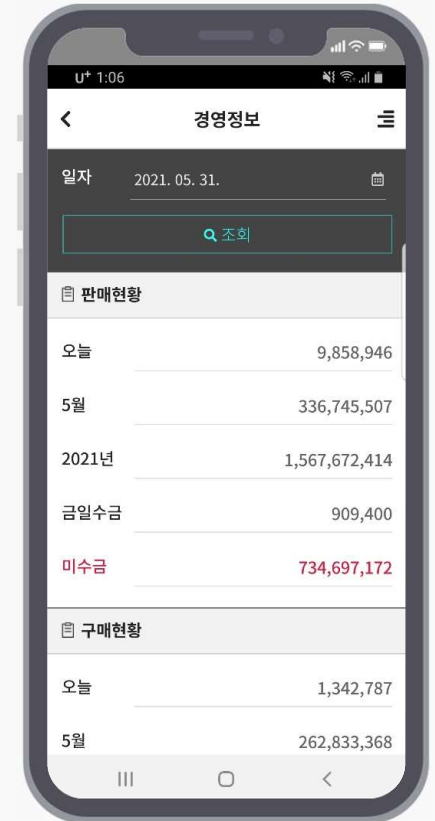 U+ 1:06
경영정보
일자 2021. 05. 31.
조회
판매현황
오늘 9,858,946
5월 336,745,507
2021년 1,567,672,414
금일수금 909,400
미수금 734,697,172
구매현황
오늘 1,342,787
5월 262,833,368